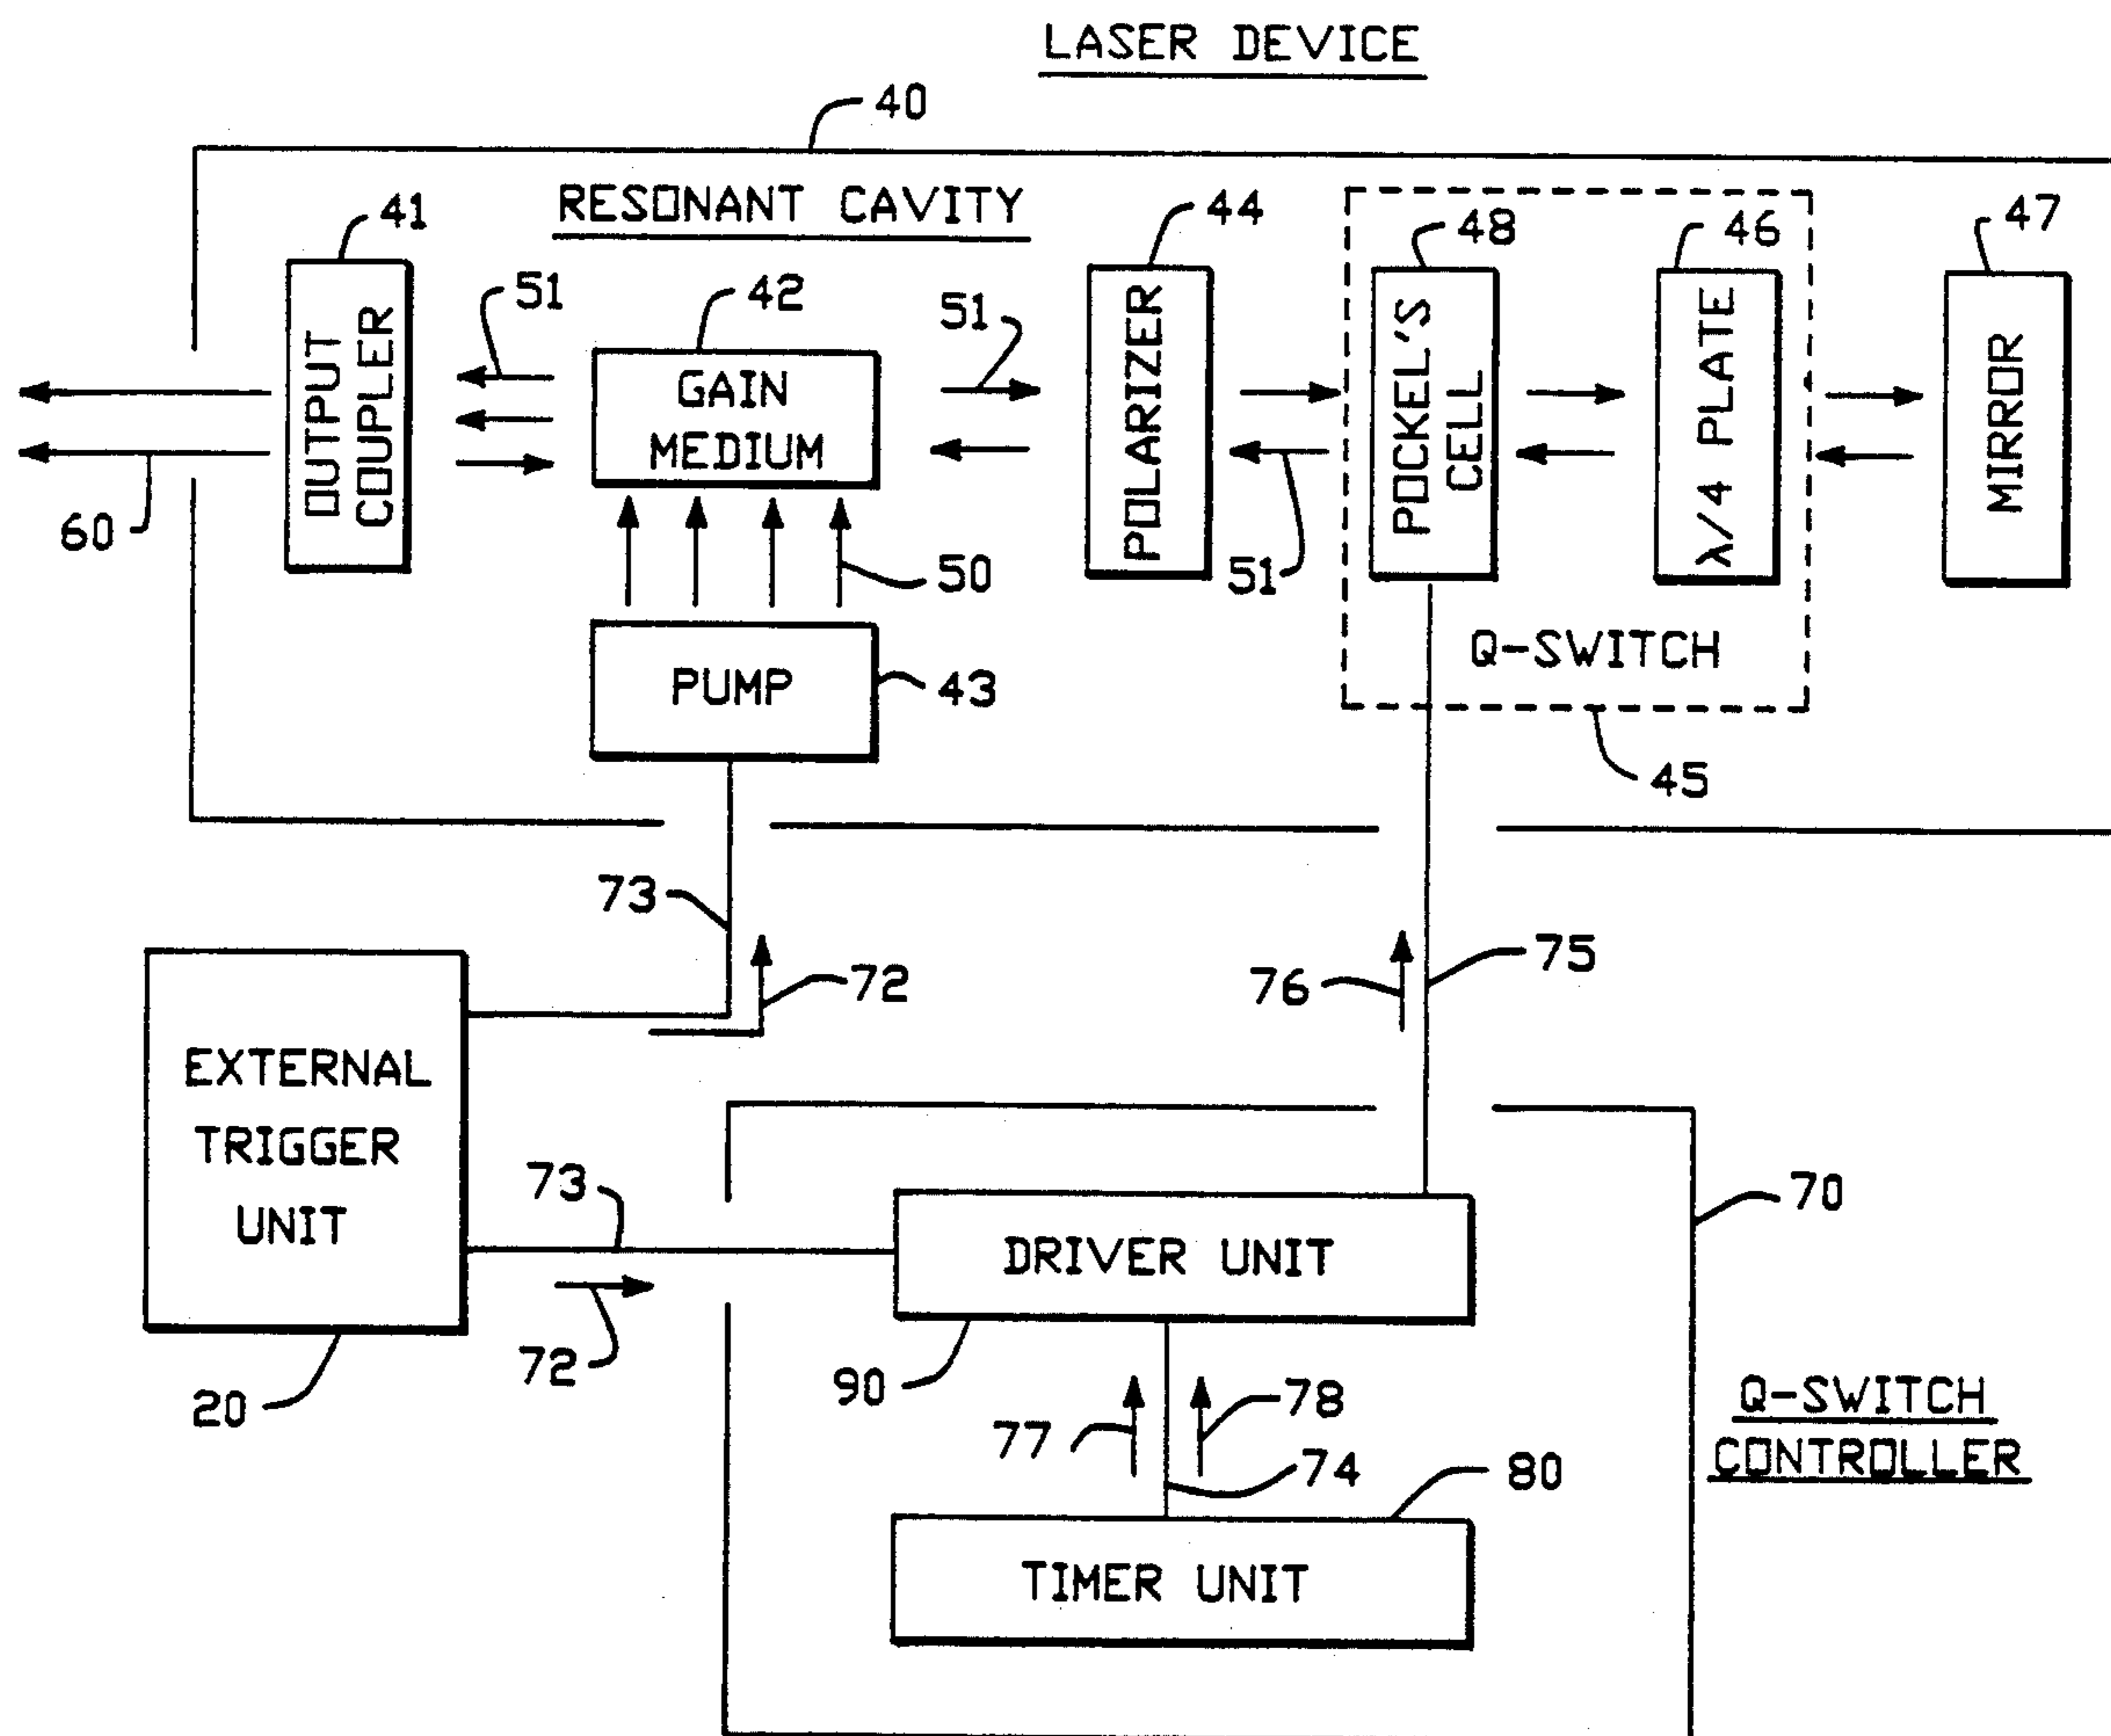 LASER DEVICE
40
RESONANT CAVITY
41
42
44
48
46
47
51
51
OUTPUT
COUPLER
GAIN
MEDIUM
POLARIZER
POCKEL'S
CELL
λ/4 PLATE
MIRROR
60
50
51
PUMP
43
Q-SWITCH
45
73
72
76
75
EXTERNAL
TRIGGER
UNIT
73
70
DRIVER UNIT
72
20
90
77
78
74
80
Q-SWITCH
CONTROLLER
TIMER UNIT